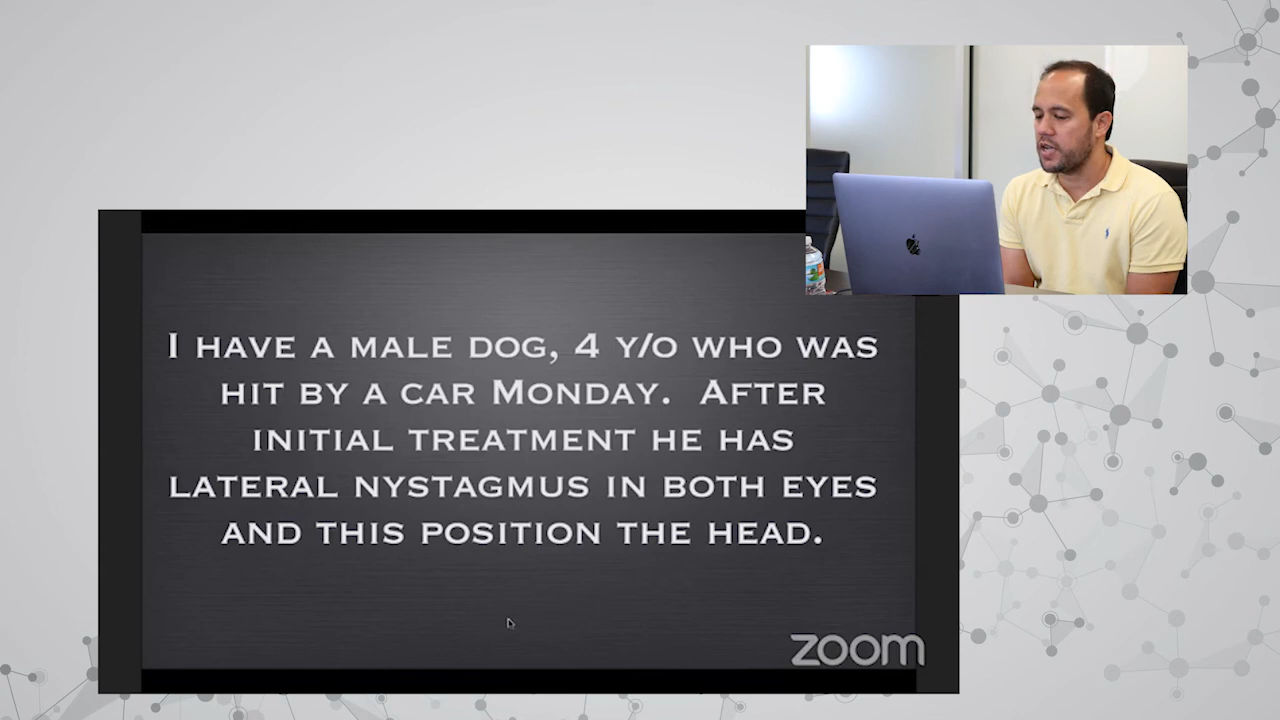 I HAVE A MALE DOG, 4 Y/O WHO WAS
HIT BY A CAR MONDAY.  AFTER
INITIAL TREATMENT HE HAS
LATERAL NYSTAGMUS IN BOTH EYES
AND THIS POSITION THE HEAD.
zoom